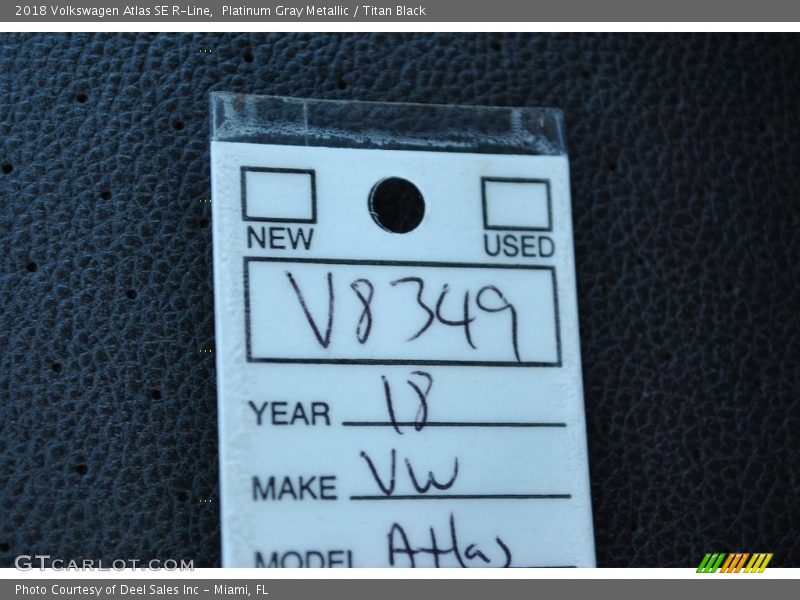 2018 Volkswagen Atlas SE R-Line, Platinum Gray Metallic / Titan Black
NEW USED
V8349
YEAR 18
MAKE VW
MODEL Atlas
GTCARLOT.COM
Photo Courtesy of Deel Sales Inc - Miami, FL